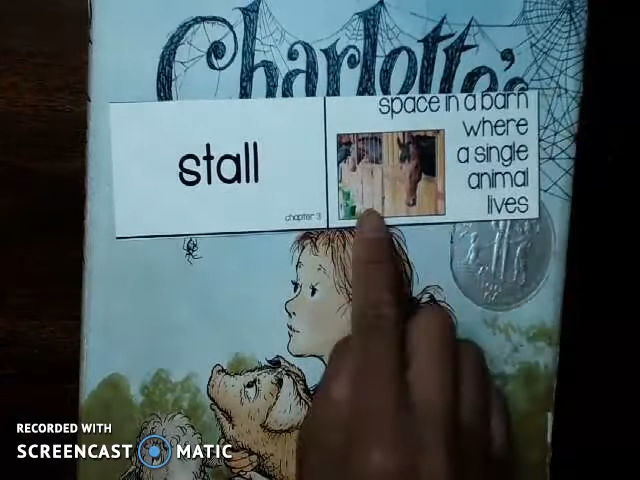 Charlotte's
stall
chapter 3
space in a barn
where
a single
animal
lives
RECORDED WITH
SCREENCAST MATIC